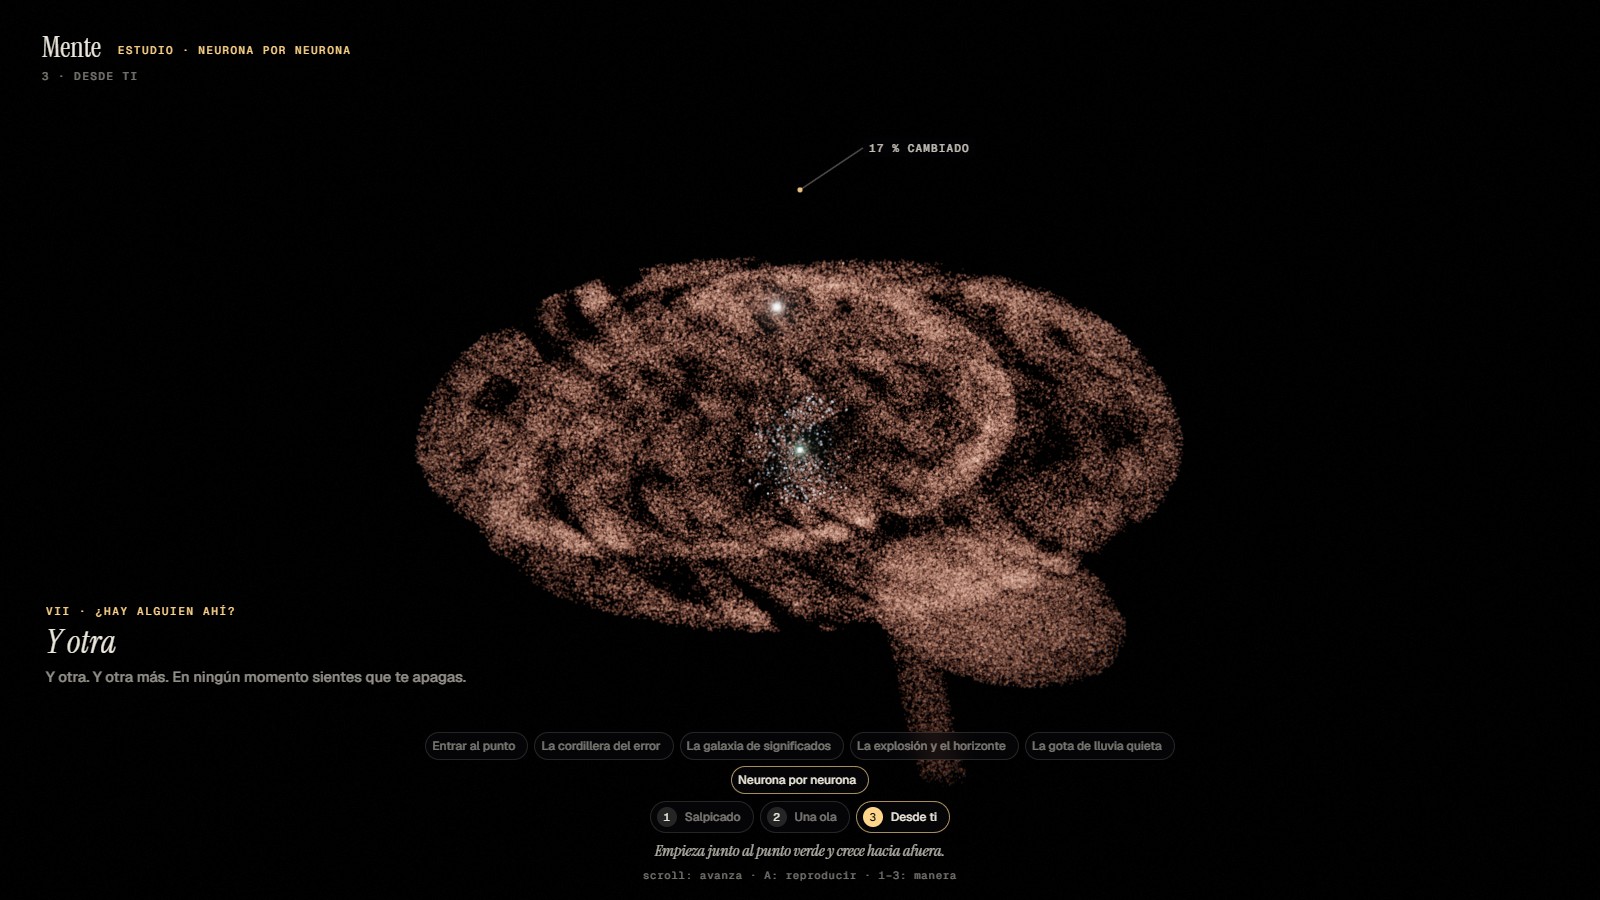 Mente ESTUDIO · NEURONA POR NEURONA
3 · DESDE TI
17 % CAMBIADO
VII · ¿HAY ALGUIEN AHÍ?
Y otra
Y otra. Y otra más. En ningún momento sientes que te apagas.
Entrar al punto La cordillera del error La galaxia de significados La explosión y el horizonte La gota de lluvia quieta
Neurona por neurona
1 Salpicado 2 Una ola 3 Desde ti
Empieza junto al punto verde y crece hacia afuera.
scroll: avanza · A: reproducir · 1–3: manera